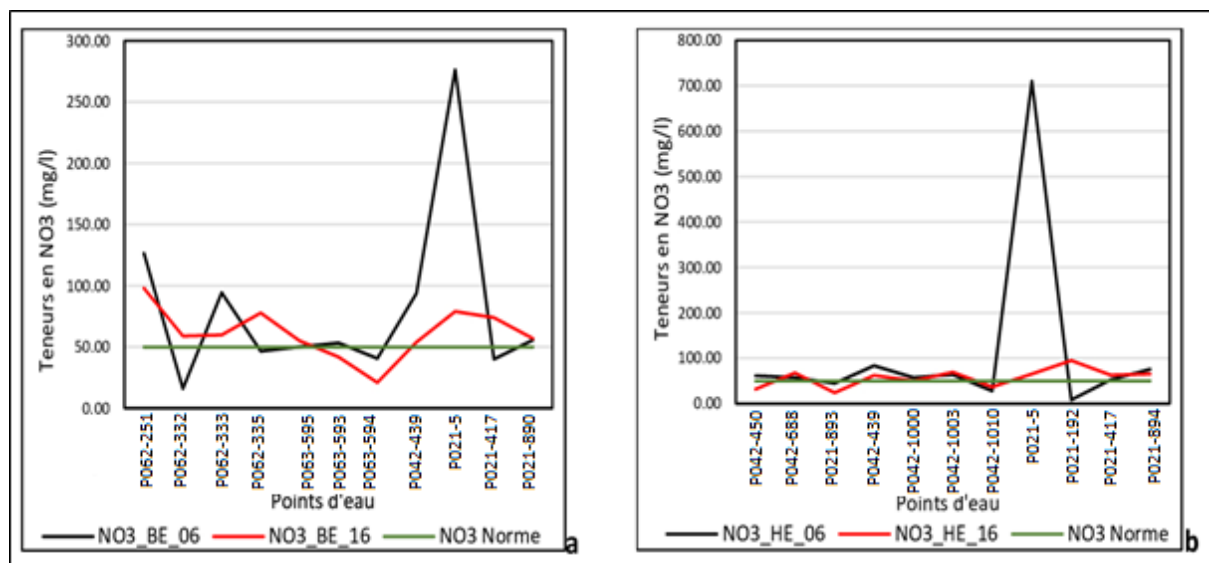 300.00
250.00
200.00
150.00
100.00
50.00
0.00
Teneurs en NO3 (mg/l)
P062-251
P062-332
P062-333
P062-335
P063-595
P063-593
P063-594
P042-439
P021-5
P021-417
P021-890
Points d'eau
NO3_BE_06 NO3_BE_16 NO3 Norme
a
800.00
700.00
600.00
500.00
400.00
300.00
200.00
100.00
0.00
Teneurs en NO3 (mg/l)
P042-450
P042-688
P021-893
P042-439
P042-1000
P042-1003
P042-1010
P021-5
P021-192
P021-417
P021-894
Points d'eau
NO3_HE_06 NO3_HE_16 NO3 Norme
b